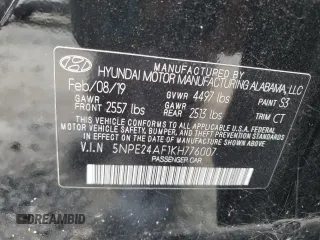 HYUNDAI MOTOR MANUFACTURING ALABAMA, LLC
Feb/08/19 GVWR 4497 lbs PAINT S3
GAWR FRONT 2557 lbs GAWR REAR 2513 lbs TRIM CT
THIS VEHICLE CONFORMS TO ALL APPLICABLE FEDERAL MOTOR
VEHICLE SAFETY, BUMPER, AND THEFT PREVENTION STANDARDS
IN EFFECT ON THE DATE OF MANUFACTURE SHOWN ABOVE.
V.I.N 5NPE24AF1KH776007
PASSENGER CAR
DREAMBID